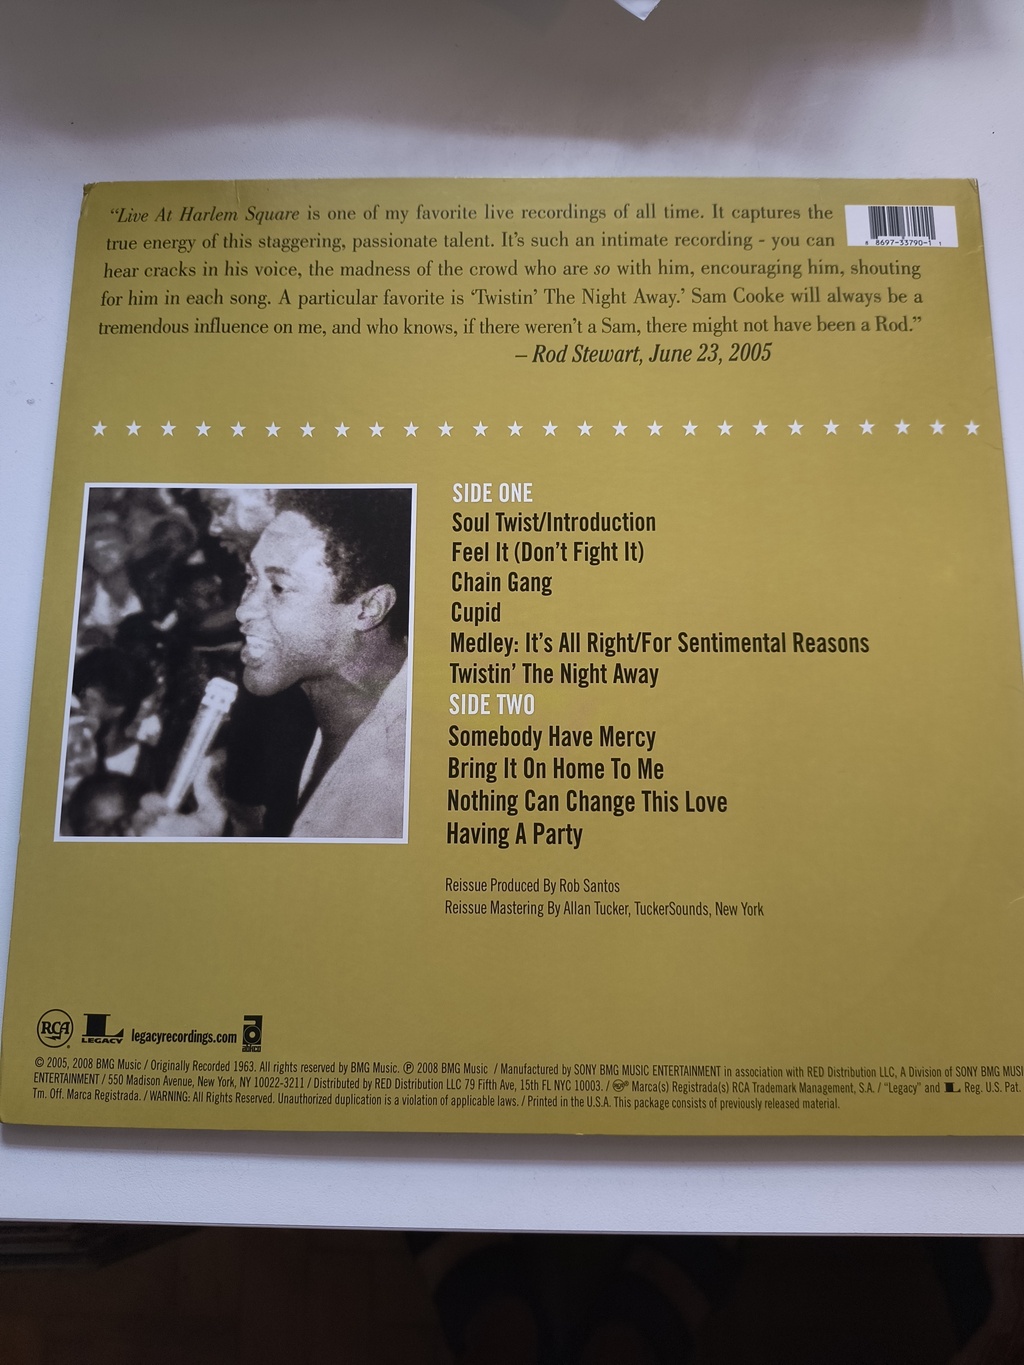 “Live At Harlem Square is one of my favorite live recordings of all time. It captures the
true energy of this staggering, passionate talent. It’s such an intimate recording - you can
hear cracks in his voice, the madness of the crowd who are so with him, encouraging him, shouting
for him in each song. A particular favorite is ‘Twistin’ The Night Away.’ Sam Cooke will always be a
tremendous influence on me, and who knows, if there weren’t a Sam, there might not have been a Rod.”
– Rod Stewart, June 23, 2005
8 8697-33790-1 1
SIDE ONE
Soul Twist/Introduction
Feel It (Don’t Fight It)
Chain Gang
Cupid
Medley: It’s All Right/For Sentimental Reasons
Twistin’ The Night Away
SIDE TWO
Somebody Have Mercy
Bring It On Home To Me
Nothing Can Change This Love
Having A Party
Reissue Produced By Rob Santos
Reissue Mastering By Allan Tucker, TuckerSounds, New York
RCA L LEGACY legacyrecordings.com a abkco
© 2005, 2008 BMG Music / Originally Recorded 1963. All rights reserved by BMG Music. ℗ 2008 BMG Music / Manufactured by SONY BMG MUSIC ENTERTAINMENT in association with RED Distribution LLC, A Division of SONY BMG MUSI
ENTERTAINMENT / 550 Madison Avenue, New York, NY 10022-3211 / Distributed by RED Distribution LLC 79 Fifth Ave, 15th Fl. NYC 10003. / RCA® Marca(s) Registrada(s) RCA Trademark Management, S.A. / “Legacy” and L Reg. U.S. Pat.
Tm. Off. Marca Registrada. / WARNING: All Rights Reserved. Unauthorized duplication is a violation of applicable laws. / Printed in the U.S.A. This package consists of previously released material.